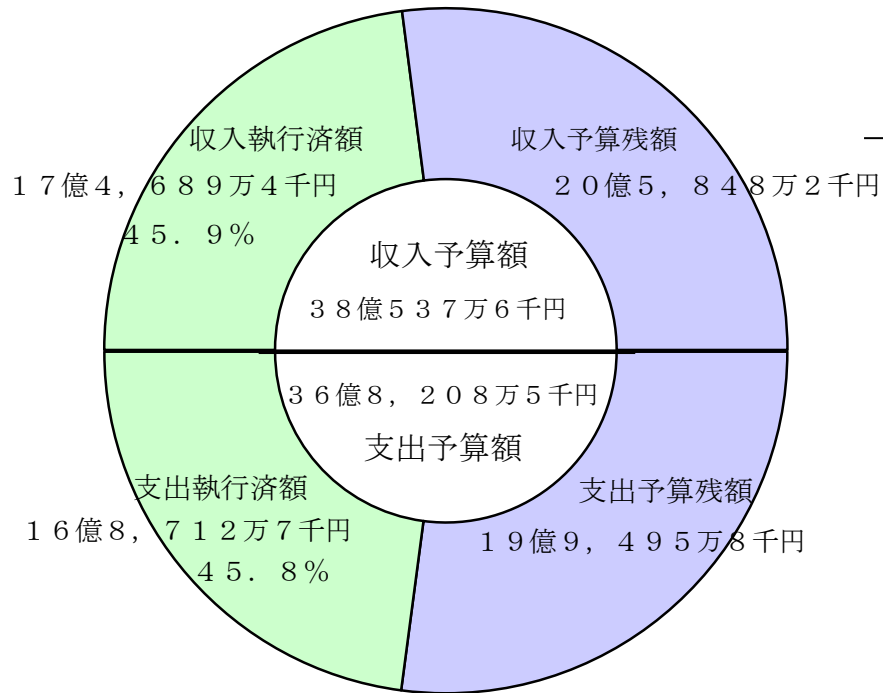 収入執行済額
１７億４，６８９万４千円
４５．９％
収入予算残額
２０億５，８４８万２千円
収入予算額
３８億５３７万６千円
３６億８，２０８万５千円
支出予算額
支出執行済額
１６億８，７１２万７千円
４５．８％
支出予算残額
１９億９，４９５万８千円